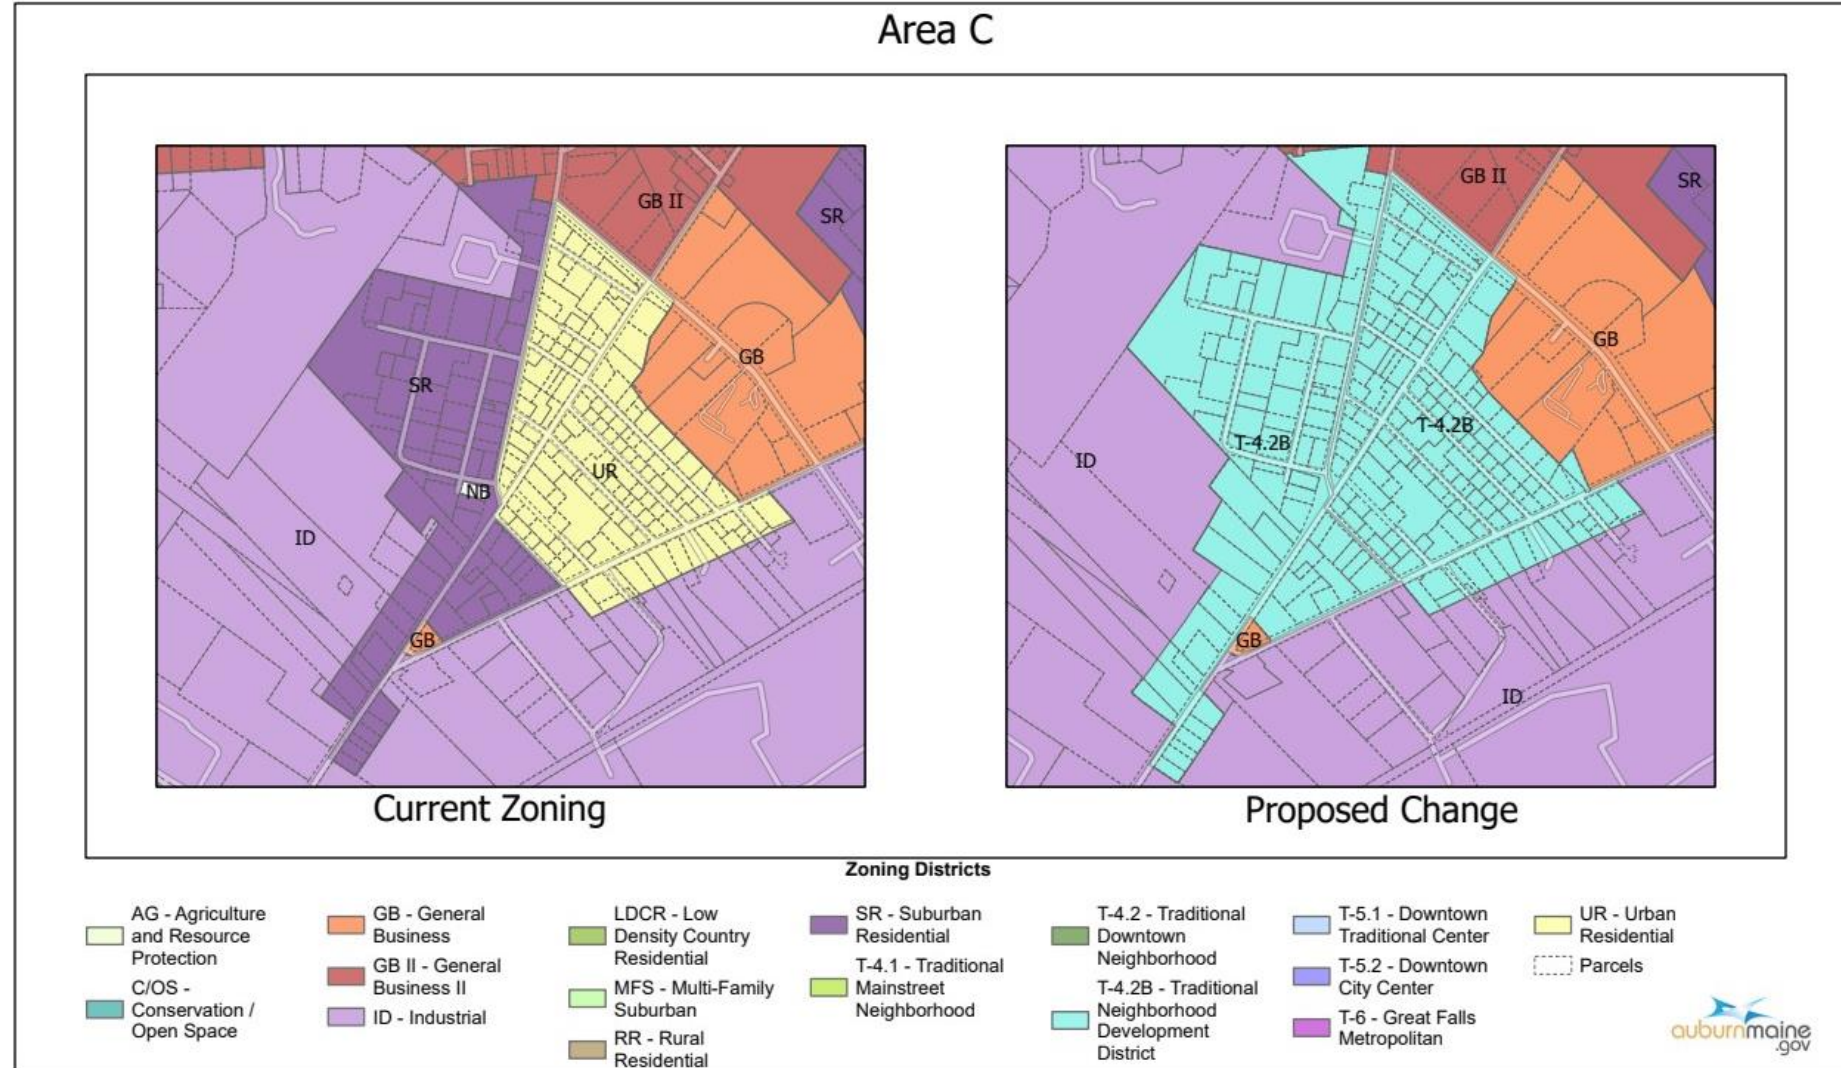 Area C
GB II
SR
GB
SR
UR
NB
ID
GB
Current Zoning
GB II
SR
GB
T-4.2B
T-4.2B
ID
GB
ID
Proposed Change
Zoning Districts
AG - Agriculture
and Resource
Protection
C/OS -
Conservation /
Open Space
GB - General
Business
GB II - General
Business II
ID - Industrial
LDCR - Low
Density Country
Residential
MFS - Multi-Family
Suburban
RR - Rural
Residential
SR - Suburban
Residential
T-4.1 - Traditional
Mainstreet
Neighborhood
T-4.2 - Traditional
Downtown
Neighborhood
T-4.2B - Traditional
Neighborhood
Development
District
T-5.1 - Downtown
Traditional Center
T-5.2 - Downtown
City Center
T-6 - Great Falls
Metropolitan
UR - Urban
Residential
Parcels
auburnmaine
.gov